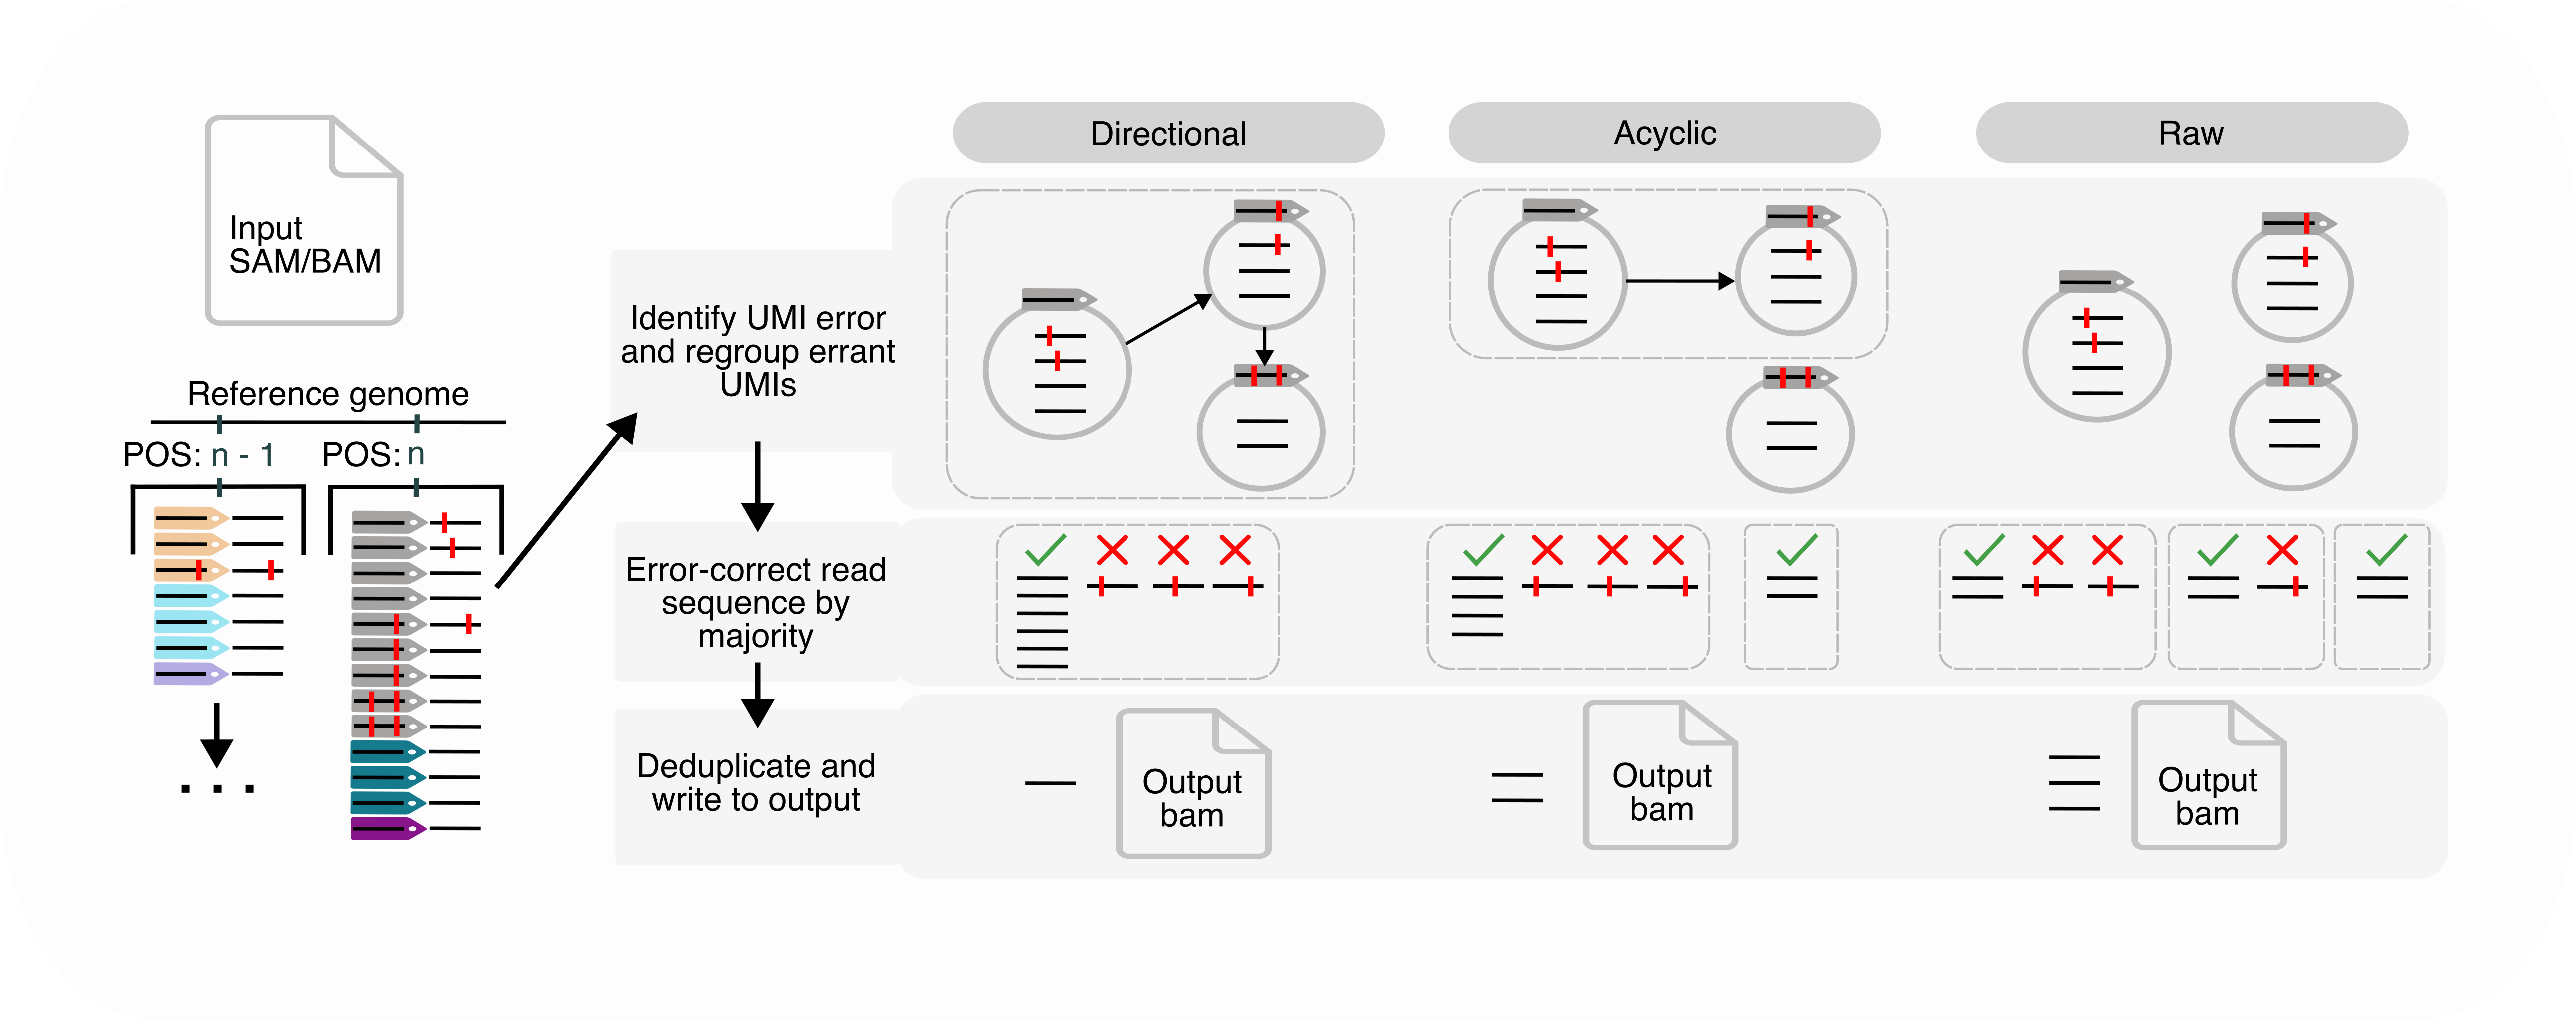 Input
SAM/BAM
Reference genome
POS: n - 1
POS: n
Identify UMI error
and regroup errant
UMIs
Error-correct read
sequence by
majority
Deduplicate and
write to output
Directional
Acyclic
Raw
Output
bam
Output
bam
Output
bam